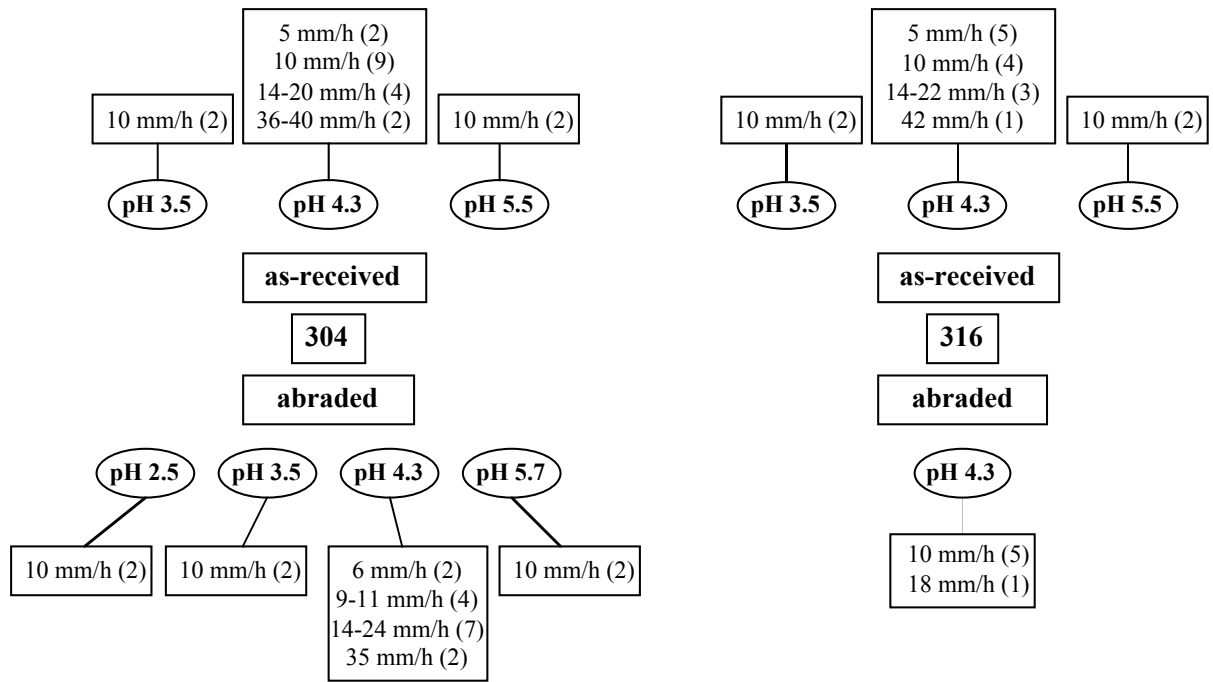 5 mm/h (2)
10 mm/h (9)
14-20 mm/h (4)
36-40 mm/h (2)
10 mm/h (2)
10 mm/h (2)
pH 3.5
pH 4.3
pH 5.5
as-received
304
abraded
pH 2.5
pH 3.5
pH 4.3
pH 5.7
10 mm/h (2)
10 mm/h (2)
6 mm/h (2)
9-11 mm/h (4)
14-24 mm/h (7)
35 mm/h (2)
10 mm/h (2)
5 mm/h (5)
10 mm/h (4)
14-22 mm/h (3)
42 mm/h (1)
10 mm/h (2)
10 mm/h (2)
pH 3.5
pH 4.3
pH 5.5
as-received
316
abraded
pH 4.3
10 mm/h (5)
18 mm/h (1)